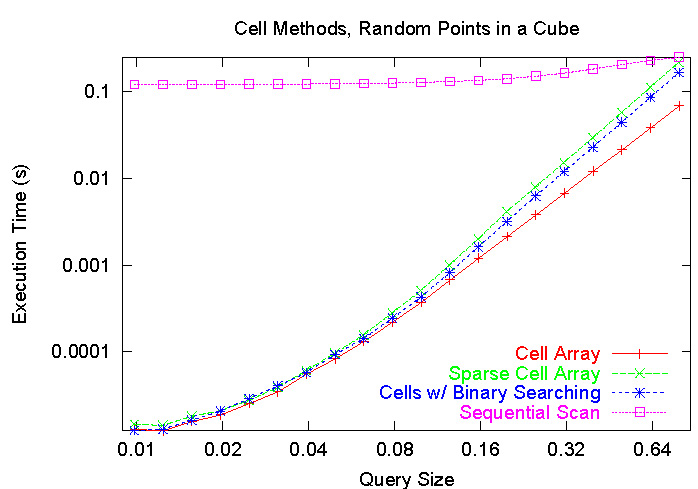 Cell Methods, Random Points in a Cube
Execution Time (s)
0.1
0.01
0.001
0.0001
Cell Array
Sparse Cell Array
Cells w/ Binary Searching
Sequential Scan
0.01 0.02 0.04 0.08 0.16 0.32 0.64
Query Size